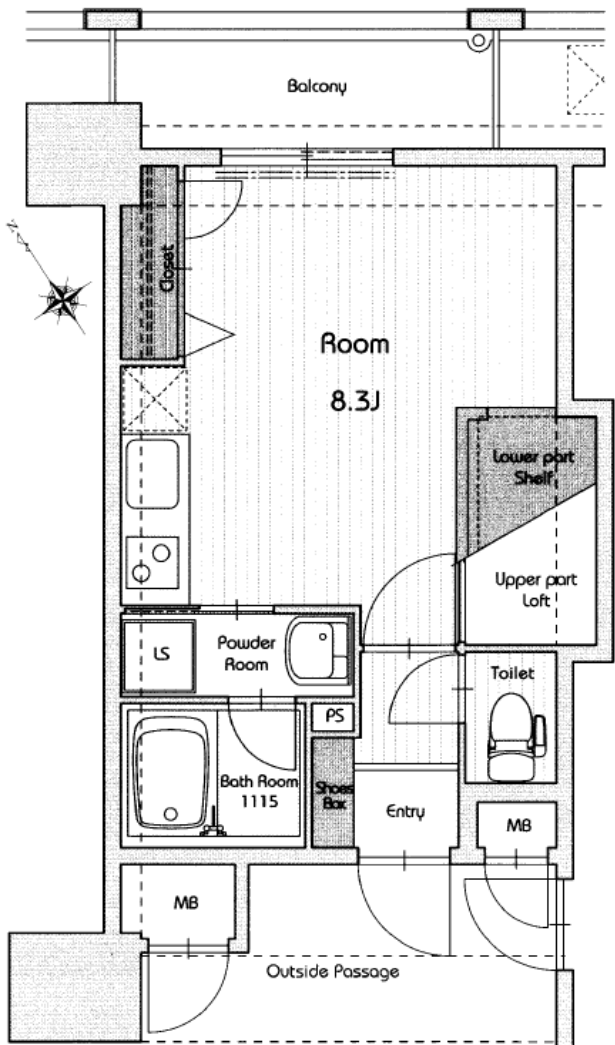 Balcony
N
Closet
Room
8.3J
Lower part
Shelf
Upper part
Loft
LS
Powder
Room
Toilet
PS
Bath Room
1115
Shoes
Box
Entry
MB
MB
Outside Passage